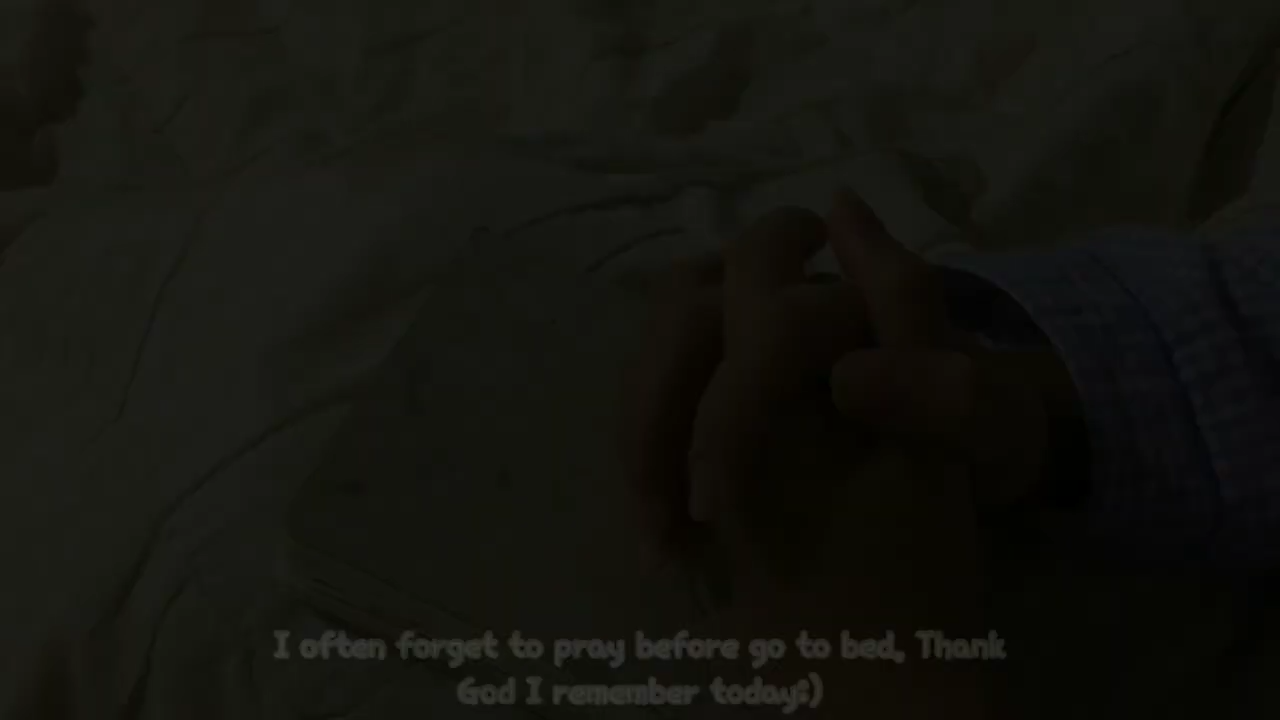 I often forget to pray before go to bed, Thank
God I remember today:)